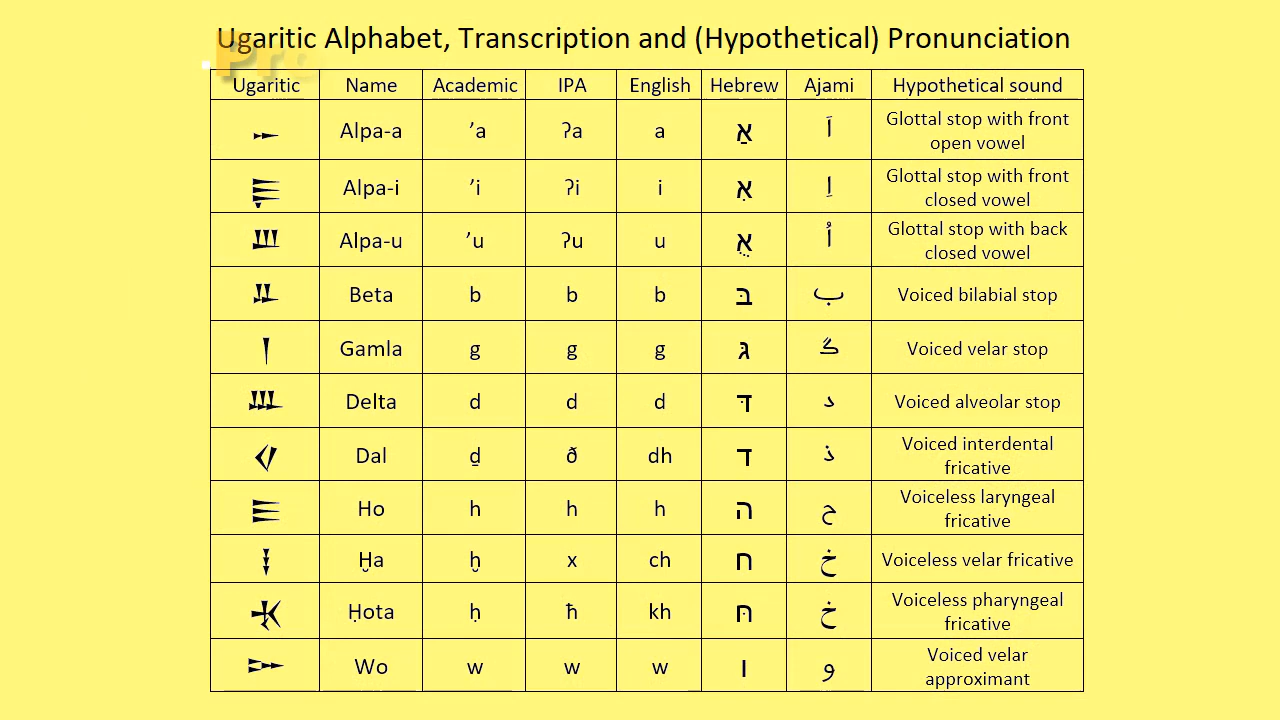 Ugaritic Alphabet, Transcription and (Hypothetical) Pronunciation
Pro
Ugaritic Name Academic IPA English Hebrew Ajami Hypothetical sound
𐎀 Alpa-a ʼa ʔa a אַ اَ Glottal stop with front open vowel
𐎛 Alpa-i ʼi ʔi i אִ اِ Glottal stop with front closed vowel
𐎜 Alpa-u ʼu ʔu u אֻ اُ Glottal stop with back closed vowel
𐎁 Beta b b b בּ ب Voiced bilabial stop
𐎂 Gamla g g g גּ گ Voiced velar stop
𐎄 Delta d d d דּ د Voiced alveolar stop
𐎏 Dal ḏ ð dh ד ذ Voiced interdental fricative
𐎅 Ho h h h ה ح Voiceless laryngeal fricative
𐎃 Ḫa ḫ x ch ח خ Voiceless velar fricative
𐎈 Ḥota ḥ ħ kh חּ خ Voiceless pharyngeal fricative
𐎆 Wo w w w ו و Voiced velar approximant